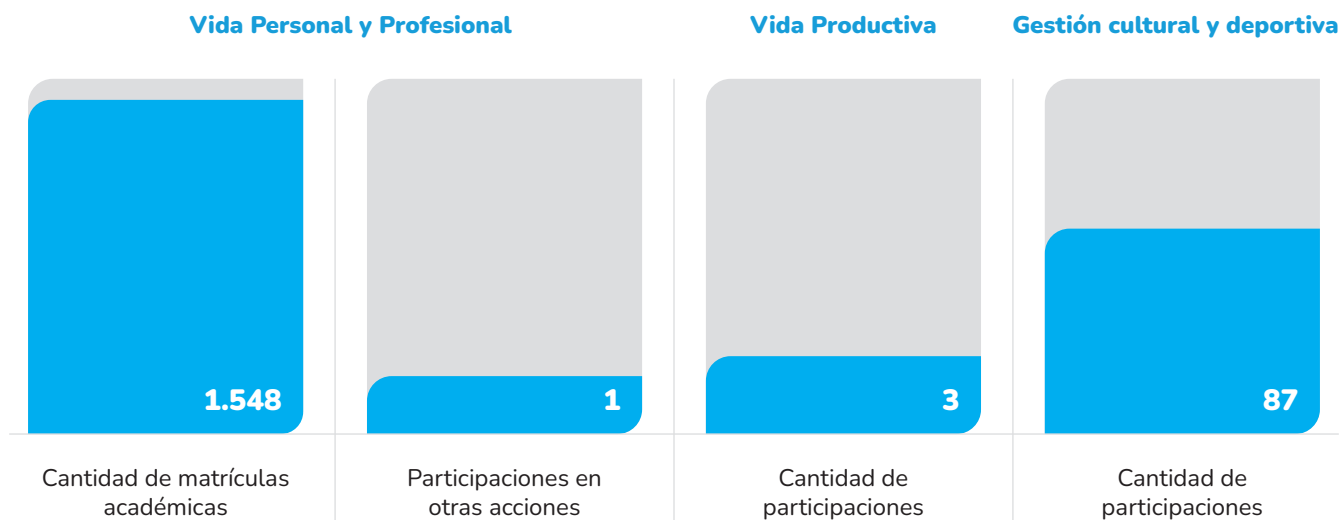 Vida Personal y Profesional
Vida Productiva
Gestión cultural y deportiva
1.548
1
3
87
Cantidad de matrículas
académicas
Participaciones en
otras acciones
Cantidad de
participaciones
Cantidad de
participaciones